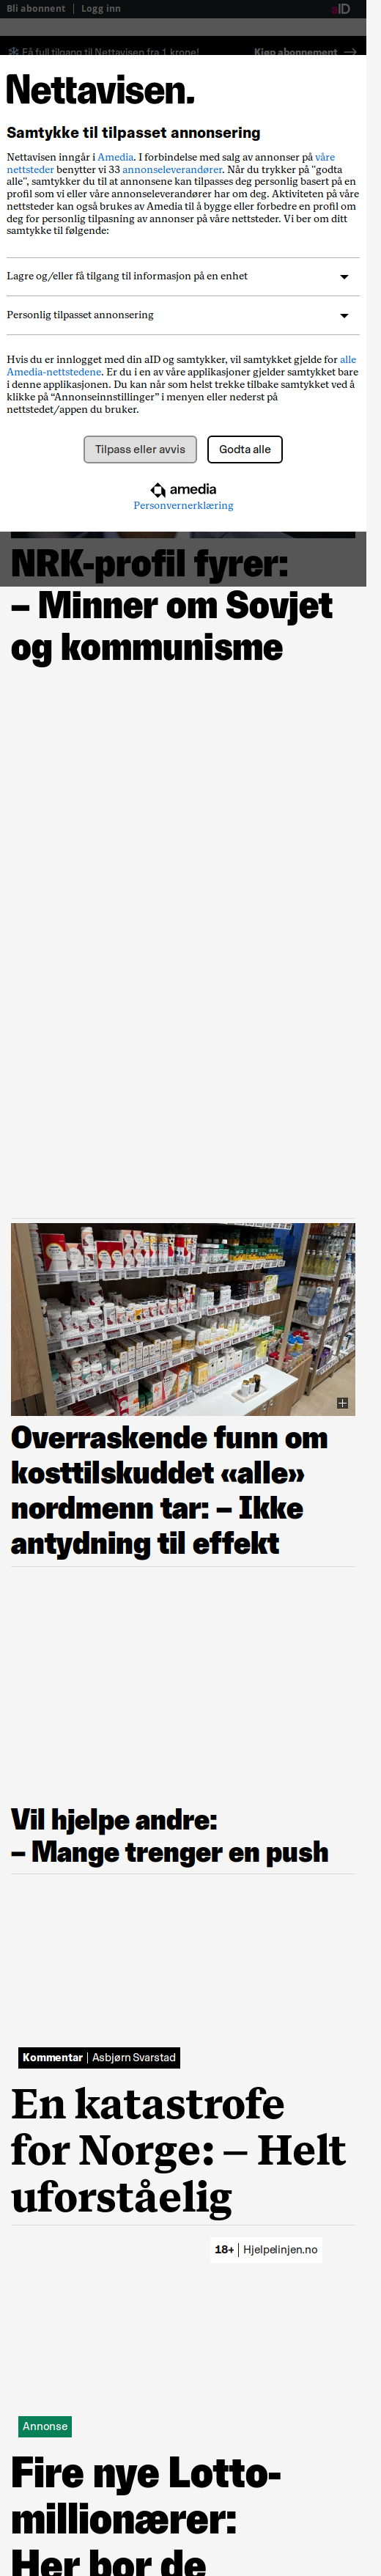 Bli abonnent | Logg inn
aID
Få full tilgang til Nettavisen fra 1 krone!
Kjøp abonnement
Nettavisen.
Samtykke til tilpasset annonsering
Nettavisen inngår i Amedia. I forbindelse med salg av annonser på våre
nettsteder benytter vi 33 annonseleverandører. Når du trykker på "godta
alle", samtykker du til at annonsene kan tilpasses deg personlig basert på en
profil som vi eller våre annonseleverandører har om deg. Aktiviteten på våre
nettsteder kan også brukes av Amedia til å bygge eller forbedre en profil om
deg for personlig tilpasning av annonser på våre nettsteder. Vi ber om ditt
samtykke til følgende:
Lagre og/eller få tilgang til informasjon på en enhet
Personlig tilpasset annonsering
Hvis du er innlogget med din aID og samtykker, vil samtykket gjelde for alle
Amedia-nettstedene. Er du i en av våre applikasjoner gjelder samtykket bare
i denne applikasjonen. Du kan når som helst trekke tilbake samtykket ved å
klikke på “Annonseinnstillinger” i menyen eller nederst på
nettstedet/appen du bruker.
Tilpass eller avvis
Godta alle
amedia
Personvernerklæring
NRK-profil fyrer:
– Minner om Sovjet
og kommunisme
Overraskende funn om
kosttilskuddet «alle»
nordmenn tar: – Ikke
antydning til effekt
Vil hjelpe andre:
– Mange trenger en push
Kommentar | Asbjørn Svarstad
En katastrofe
for Norge: – Helt
uforståelig
18+ | Hjelpelinjen.no
Annonse
Fire nye Lotto-
millionærer:
Her bor de